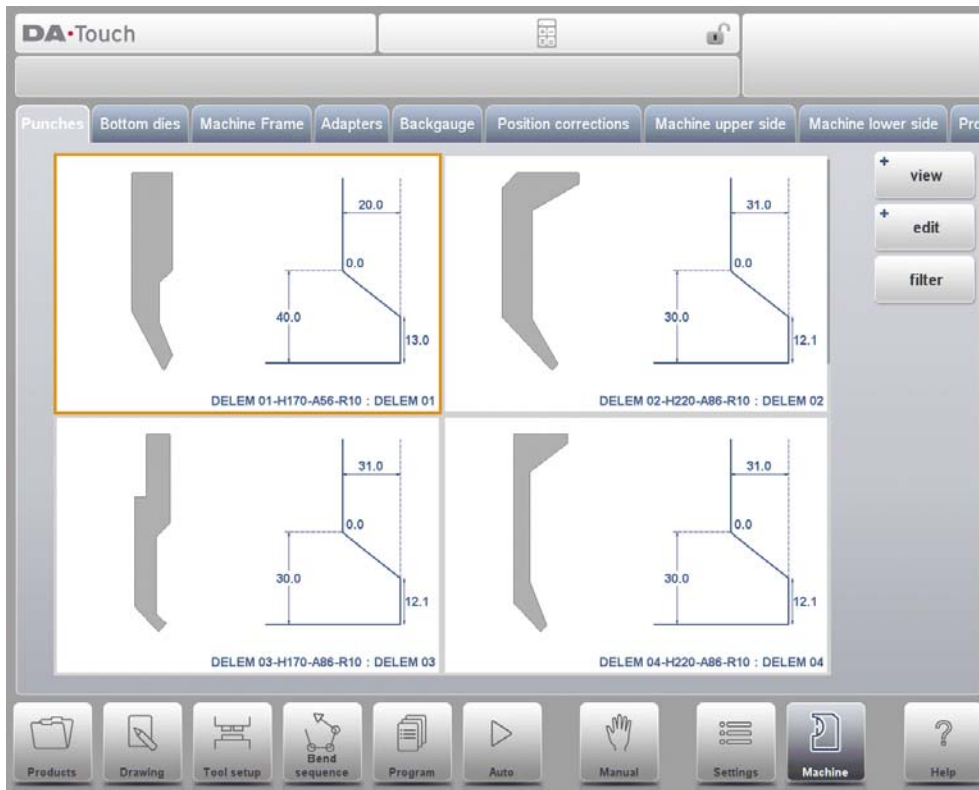 DA·Touch
Punches
Bottom dies
Machine Frame
Adapters
Backgauge
Position corrections
Machine upper side
Machine lower side
view
edit
filter
20.0
0.0
40.0
13.0
DELEM 01-H170-A56-R10 : DELEM 01
31.0
0.0
30.0
12.1
DELEM 02-H220-A86-R10 : DELEM 02
31.0
0.0
30.0
12.1
DELEM 03-H170-A86-R10 : DELEM 03
31.0
0.0
30.0
12.1
DELEM 04-H220-A86-R10 : DELEM 04
Products
Drawing
Tool setup
Bend
sequence
Program
Auto
Manual
Settings
Machine
Help